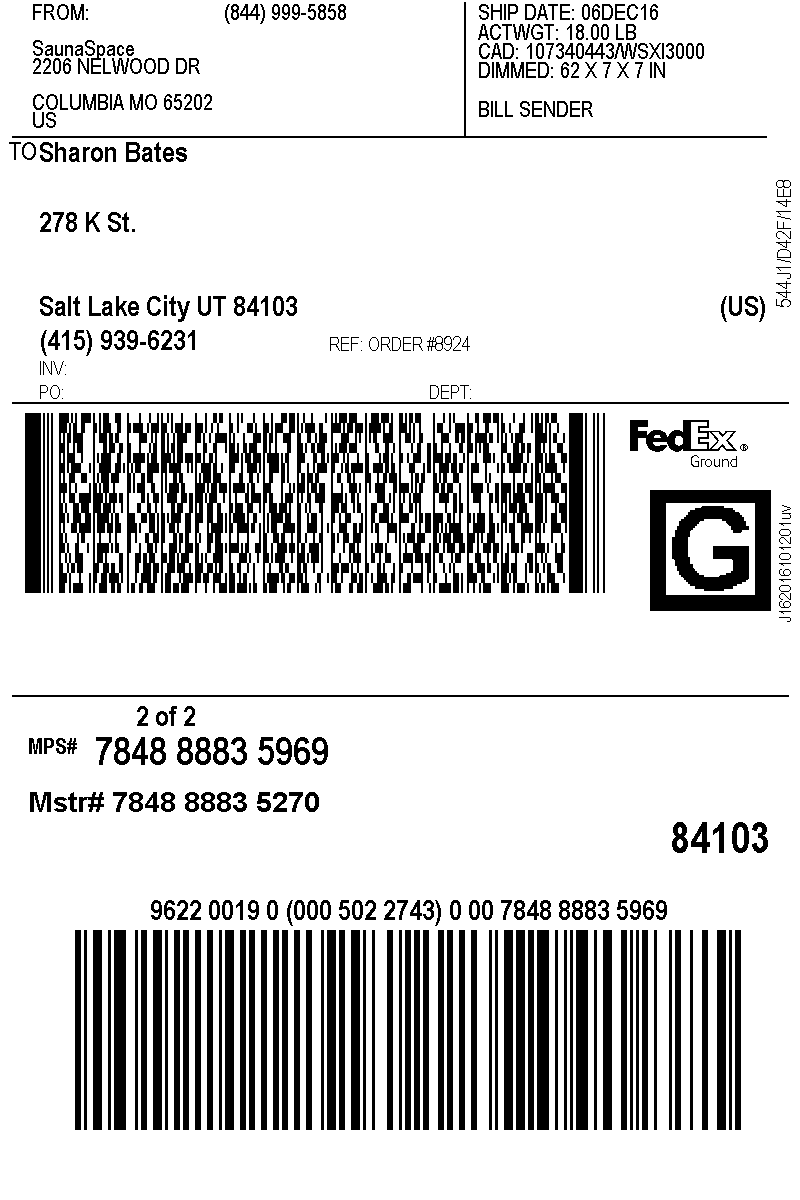 FROM: (844) 999-5858
SaunaSpace
2206 NELWOOD DR
COLUMBIA MO 65202
US
SHIP DATE: 06DEC16
ACTWGT: 18.00 LB
CAD: 107340443/WSXI3000
DIMMED: 62 X 7 X 7 IN
BILL SENDER
TO Sharon Bates
278 K St.
Salt Lake City UT 84103 (US)
(415) 939-6231 REF: ORDER #8924
INV:
PO: DEPT:
544J1/D42F/14E8
FedEx®
Ground
G
J162016101201uv
2 of 2
MPS# 7848 8883 5969
Mstr# 7848 8883 5270
84103
9622 0019 0 (000 502 2743) 0 00 7848 8883 5969